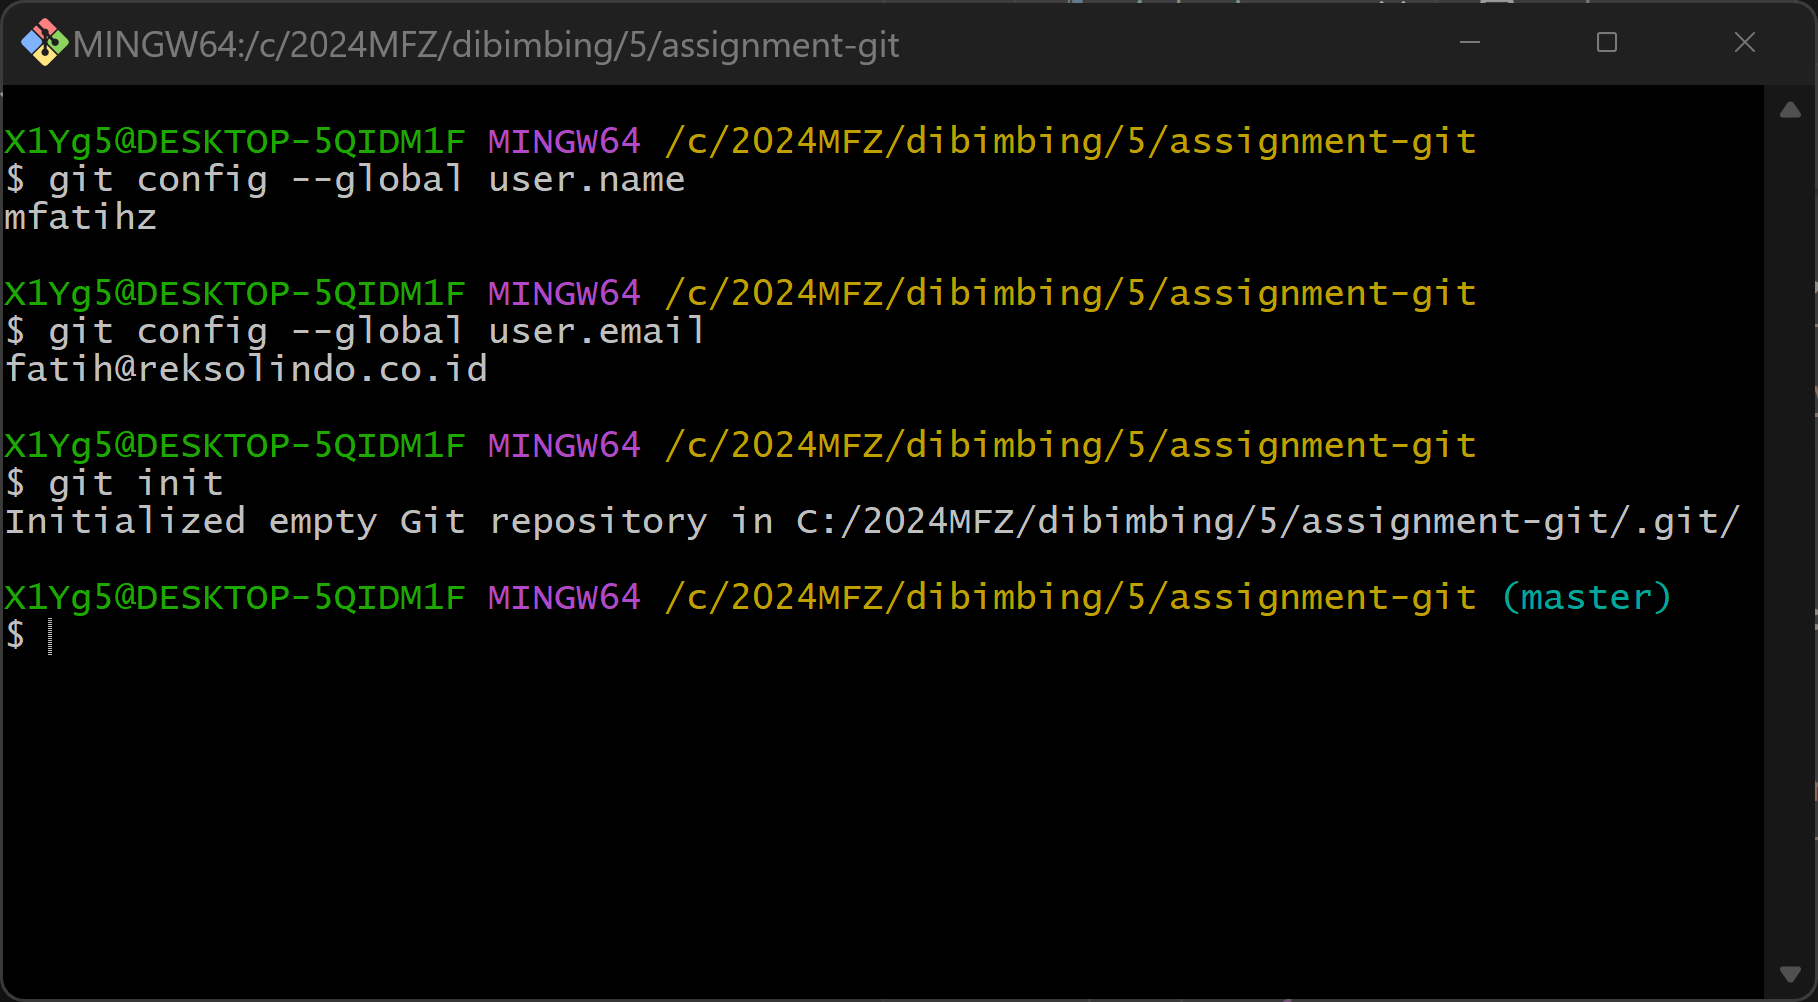 MINGW64:/c/2024MFZ/dibimbing/5/assignment-git
X1Yg5@DESKTOP-5QIDM1F MINGW64 /c/2024MFZ/dibimbing/5/assignment-git
$ git config --global user.name
mfatihz
X1Yg5@DESKTOP-5QIDM1F MINGW64 /c/2024MFZ/dibimbing/5/assignment-git
$ git config --global user.email
fatih@reksolindo.co.id
X1Yg5@DESKTOP-5QIDM1F MINGW64 /c/2024MFZ/dibimbing/5/assignment-git
$ git init
Initialized empty Git repository in C:/2024MFZ/dibimbing/5/assignment-git/.git/
X1Yg5@DESKTOP-5QIDM1F MINGW64 /c/2024MFZ/dibimbing/5/assignment-git (master)
$